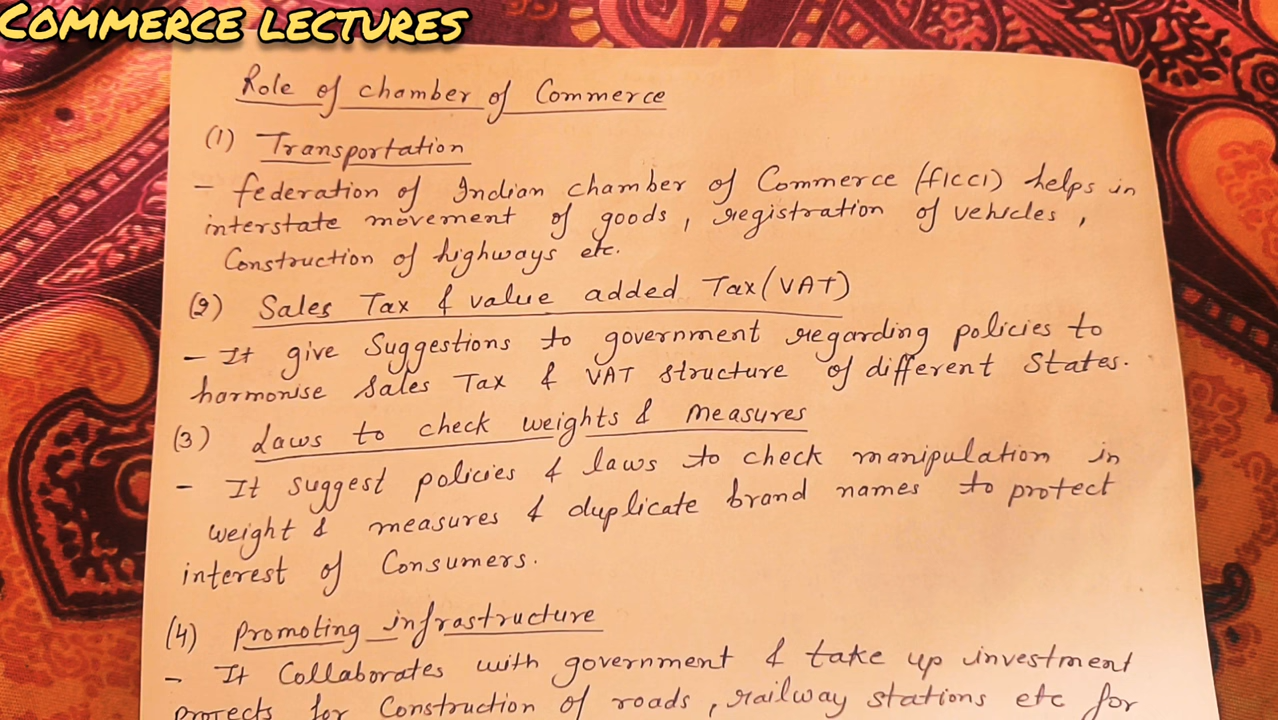 COMMERCE LECTURES
Role of chamber of Commerce
(1) Transportation
- federation of Indian chamber of Commerce (fICCI) helps in
interstate movement of goods, registration of vehicles,
Construction of highways etc.
(2) Sales Tax & value added Tax (VAT)
- It give Suggestions to government regarding policies to
harmonise Sales Tax & VAT structure of different States.
(3) Laws to check weights & measures
- It suggest policies & laws to check manipulation in
weight & measures & duplicate brand names to protect
interest of Consumers.
(4) Promoting infrastructure
- It Collaborates with government & take up investment
projects for Construction of roads, railway stations etc for